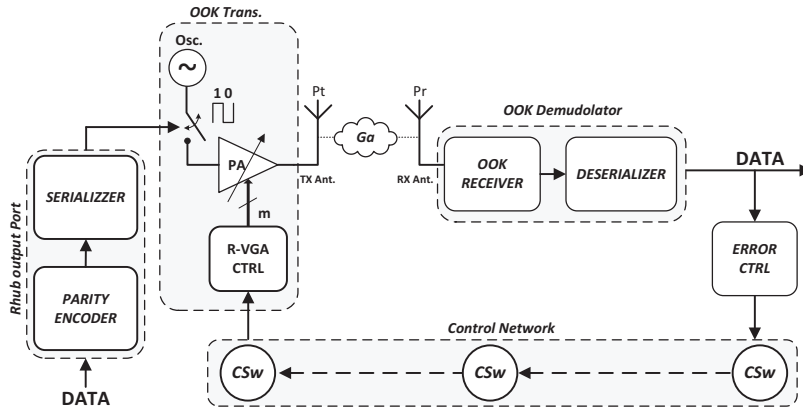 OOK Trans.
Osc.
~
1 0
Pt
Pr
Ga
OOK Demudolator
PA
TX Ant.
RX Ant.
OOK
RECEIVER
DESERIALIZER
DATA
Rhub output Port
SERIALIZZER
m
R-VGA
CTRL
ERROR
CTRL
PARITY
ENCODER
Control Network
DATA
CSw
CSw
CSw